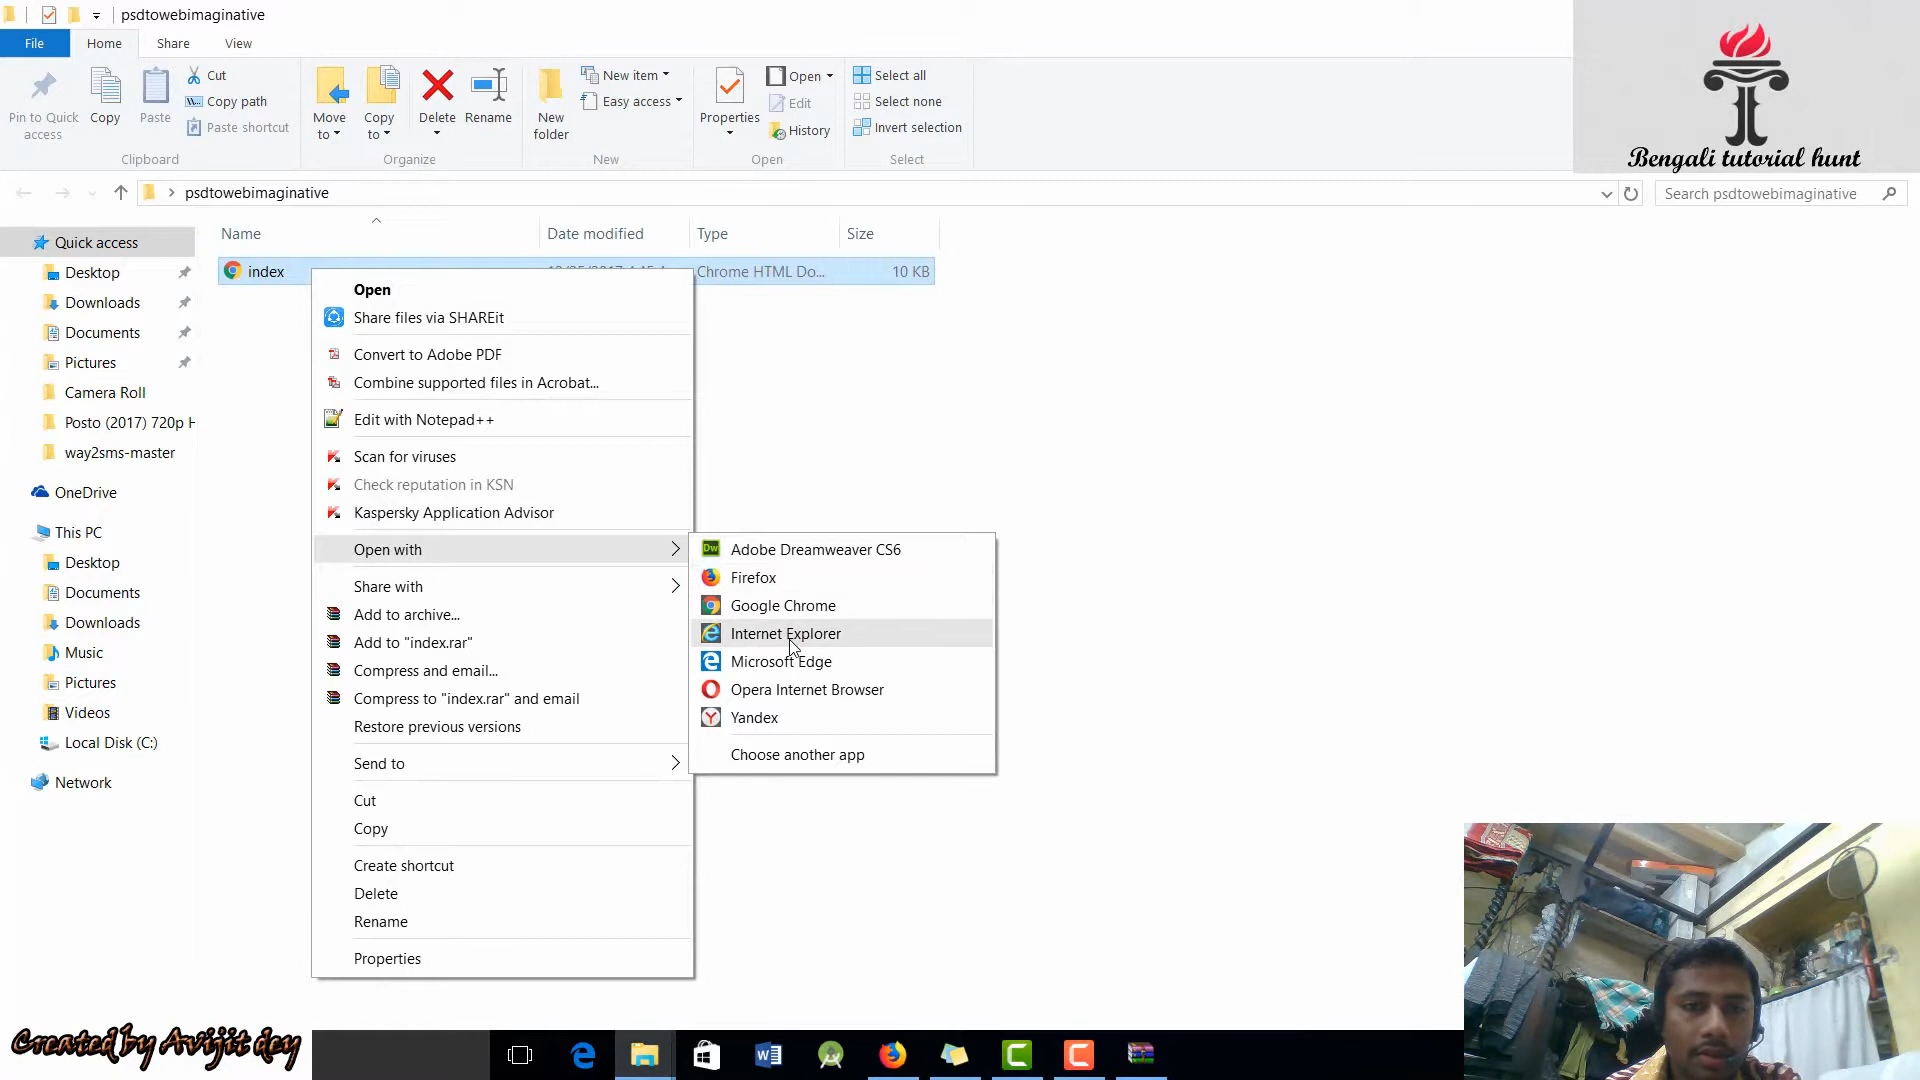 psdtowebimaginative
File Home Share View
Pin to Quick access
Copy
Paste
Cut
Copy path
Paste shortcut
Clipboard
Move to
Copy to
Delete
Rename
Organize
New folder
New item
Easy access
New
Properties
Open
Edit
History
Open
Select all
Select none
Invert selection
Select
Bengali tutorial hunt
psdtowebimaginative
Search psdtowebimaginative
Name Date modified Type Size
index Chrome HTML Do... 10 KB
Quick access
Desktop
Downloads
Documents
Pictures
Camera Roll
Posto (2017) 720p H
way2sms-master
OneDrive
This PC
Desktop
Documents
Downloads
Music
Pictures
Videos
Local Disk (C:)
Network
Open
Share files via SHAREit
Convert to Adobe PDF
Combine supported files in Acrobat...
Edit with Notepad++
Scan for viruses
Check reputation in KSN
Kaspersky Application Advisor
Open with
Share with
Add to archive...
Add to "index.rar"
Compress and email...
Compress to "index.rar" and email
Restore previous versions
Send to
Cut
Copy
Create shortcut
Delete
Rename
Properties
Adobe Dreamweaver CS6
Firefox
Google Chrome
Internet Explorer
Microsoft Edge
Opera Internet Browser
Yandex
Choose another app
Created by Avijit dey